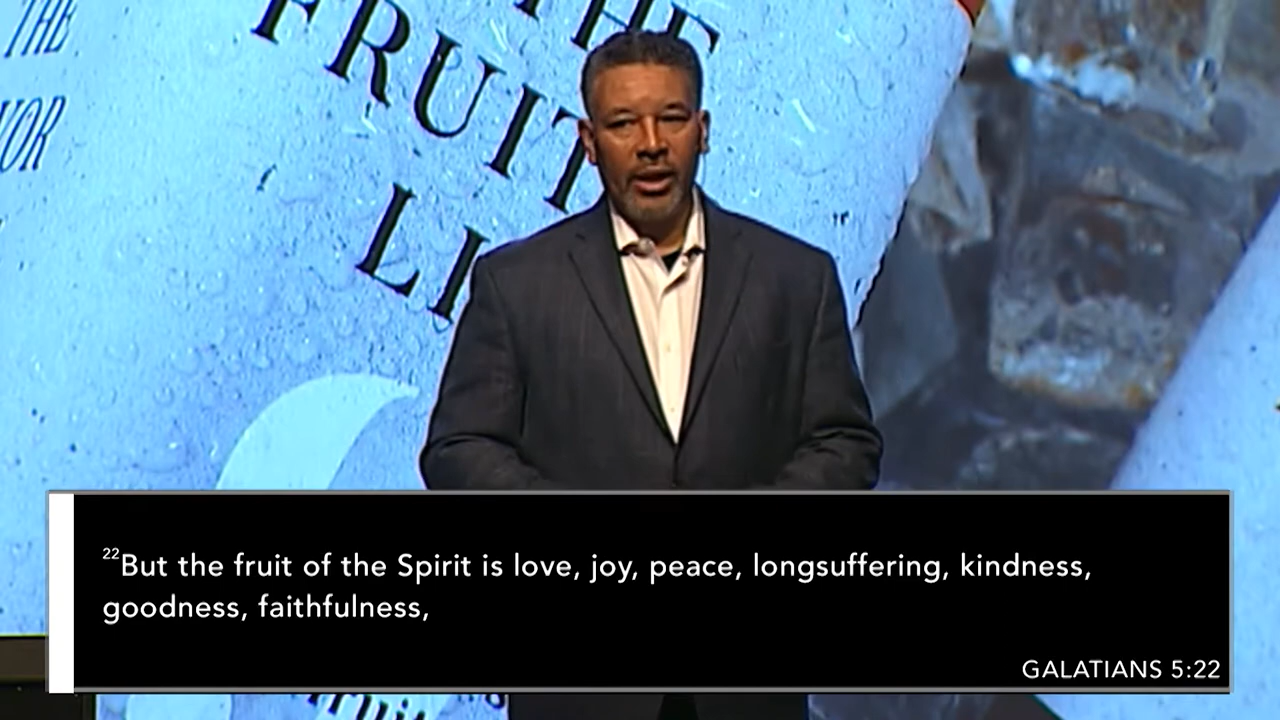 THE
THE
FRUIT
LI
²²But the fruit of the Spirit is love, joy, peace, longsuffering, kindness,
goodness, faithfulness,
GALATIANS 5:22